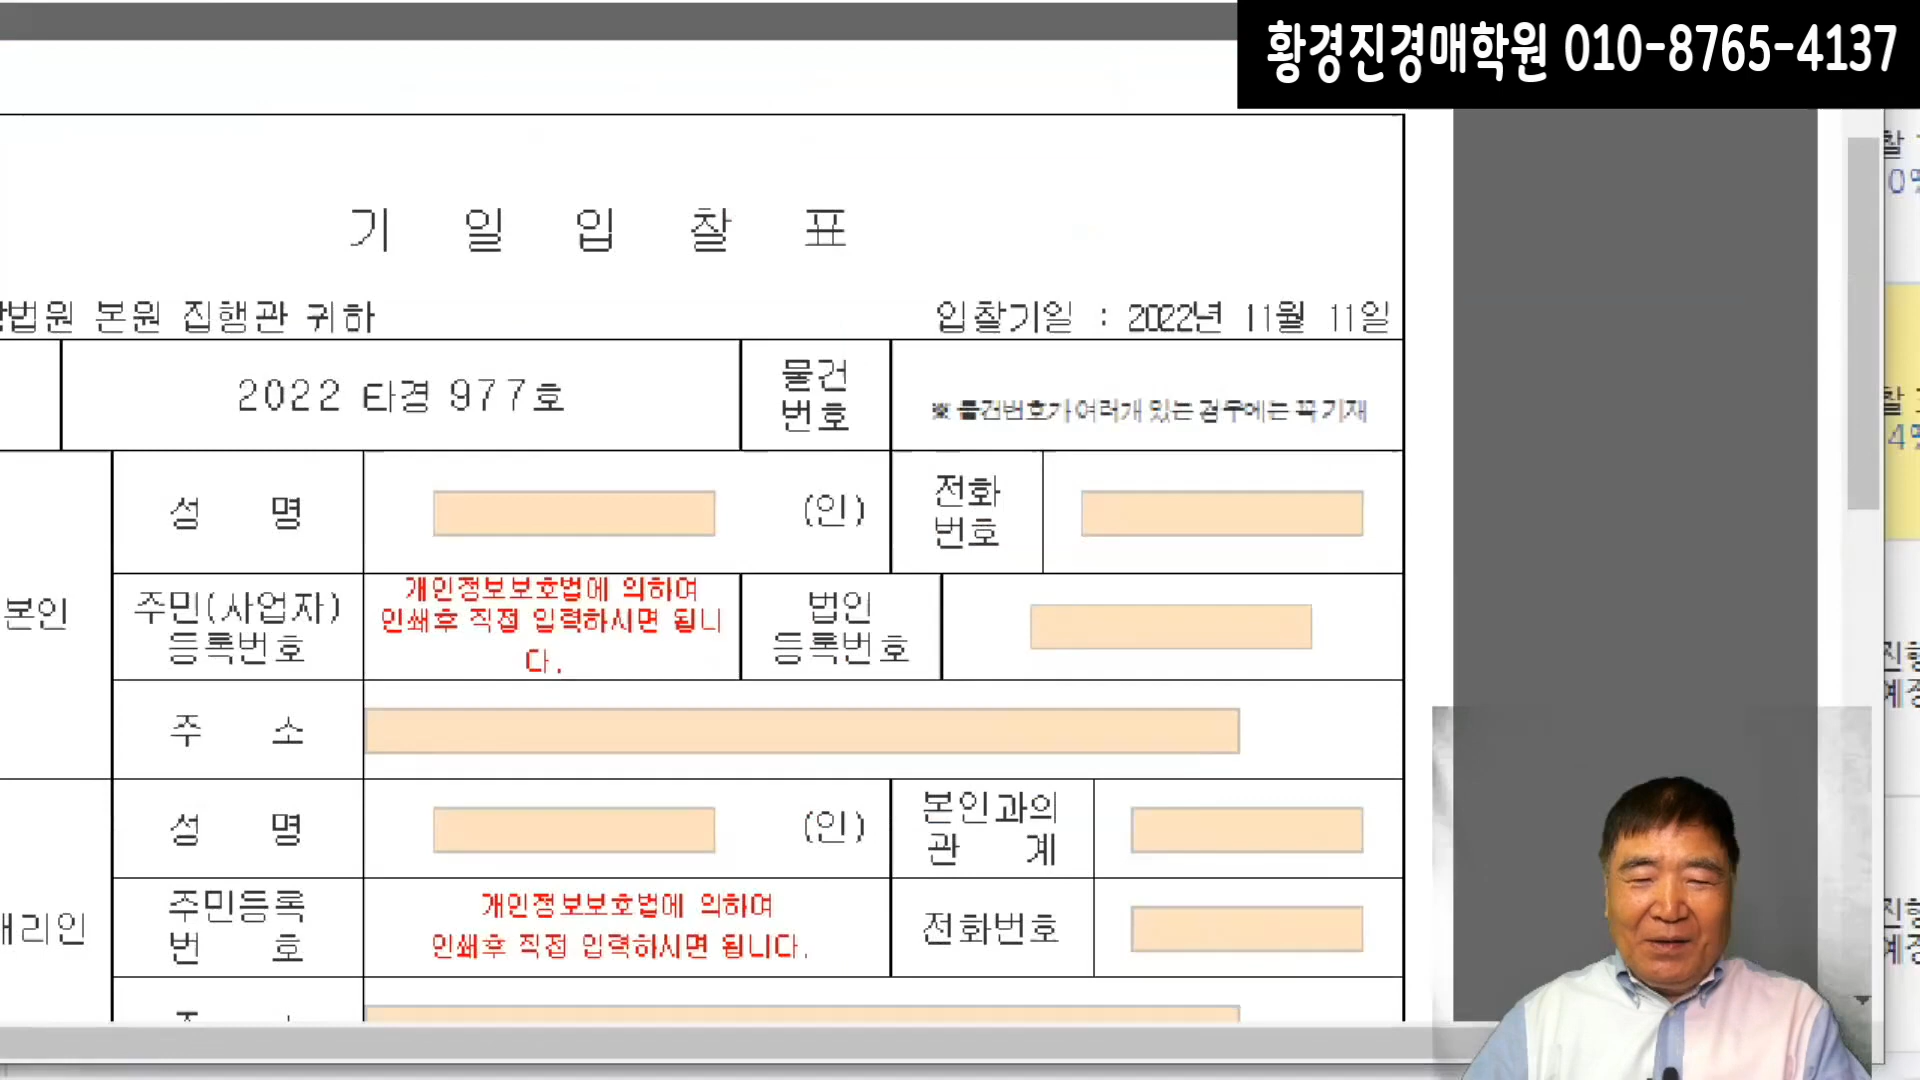 황경진경매학원 010-8765-4137
기 일 입 찰 표
법원 본원 집행관 귀하
입찰기일 : 2022년 11월 11일
2022 타경 977호
물건
번호
※ 물건번호가 여러개 있는 경우에는 꼭 기재
본인
성 명
(인)
전화
번호
주민(사업자)
등록번호
개인정보보호법에 의하여
인쇄후 직접 입력하시면 됩니
다.
법인
등록번호
주 소
리인
성 명
(인)
본인과의
관 계
주민등록
번 호
개인정보보호법에 의하여
인쇄후 직접 입력하시면 됩니다.
전화번호